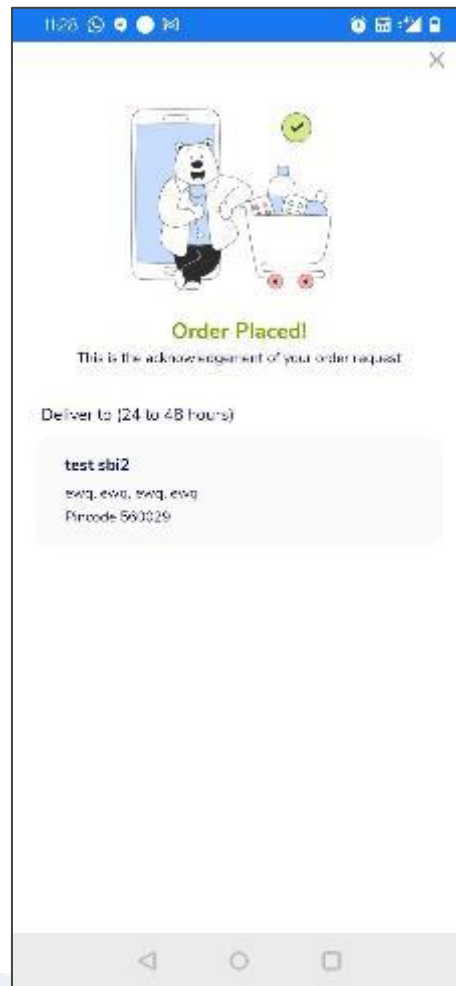 11:28
Order Placed!
This is the acknowledgement of your order request
Deliver to (24 to 48 hours)
test sbi2
ewq, ewq, ewq, ewq
Pincode 560029